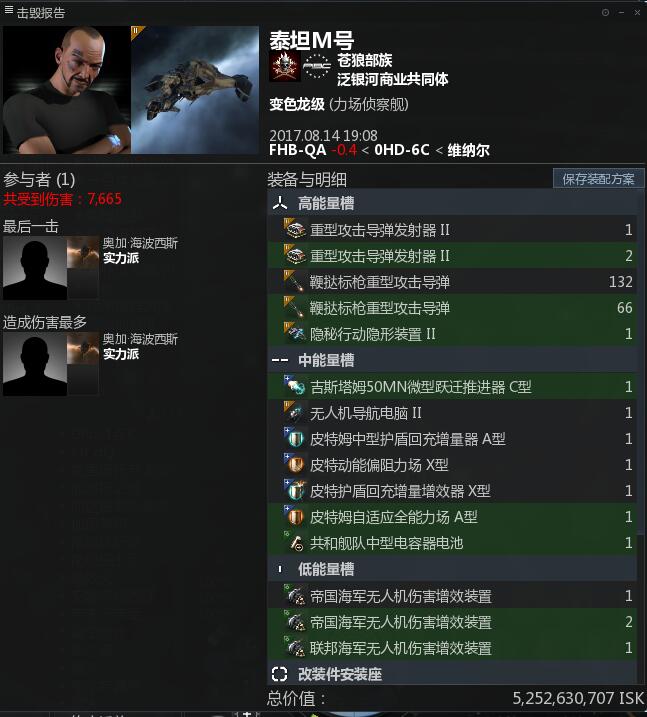 击毁报告
泰坦M号
苍狼部族
泛银河商业共同体
变色龙级 (力场侦察舰)
2017.08.14 19:08
FHB-QA -0.4 < 0HD-6C < 维纳尔
参与者 (1)
共受到伤害：7,665
最后一击
奥加·海波西斯
实力派
造成伤害最多
奥加·海波西斯
实力派
装备与明细
保存装配方案
高能量槽
重型攻击导弹发射器 II 1
重型攻击导弹发射器 II 2
鞭挞标枪重型攻击导弹 132
鞭挞标枪重型攻击导弹 66
隐秘行动隐形装置 II 1
中能量槽
吉斯塔姆50MN微型跃迁推进器 C型 1
无人机导航电脑 II 1
皮特姆中型护盾回充增量器 A型 1
皮特动能偏阻力场 X型 1
皮特护盾回充增量增效器 X型 1
皮特姆自适应全能力场 A型 1
共和舰队中型电容器电池 1
低能量槽
帝国海军无人机伤害增效装置 1
帝国海军无人机伤害增效装置 2
联邦海军无人机伤害增效装置 1
改装件安装座
总价值： 5,252,630,707 ISK